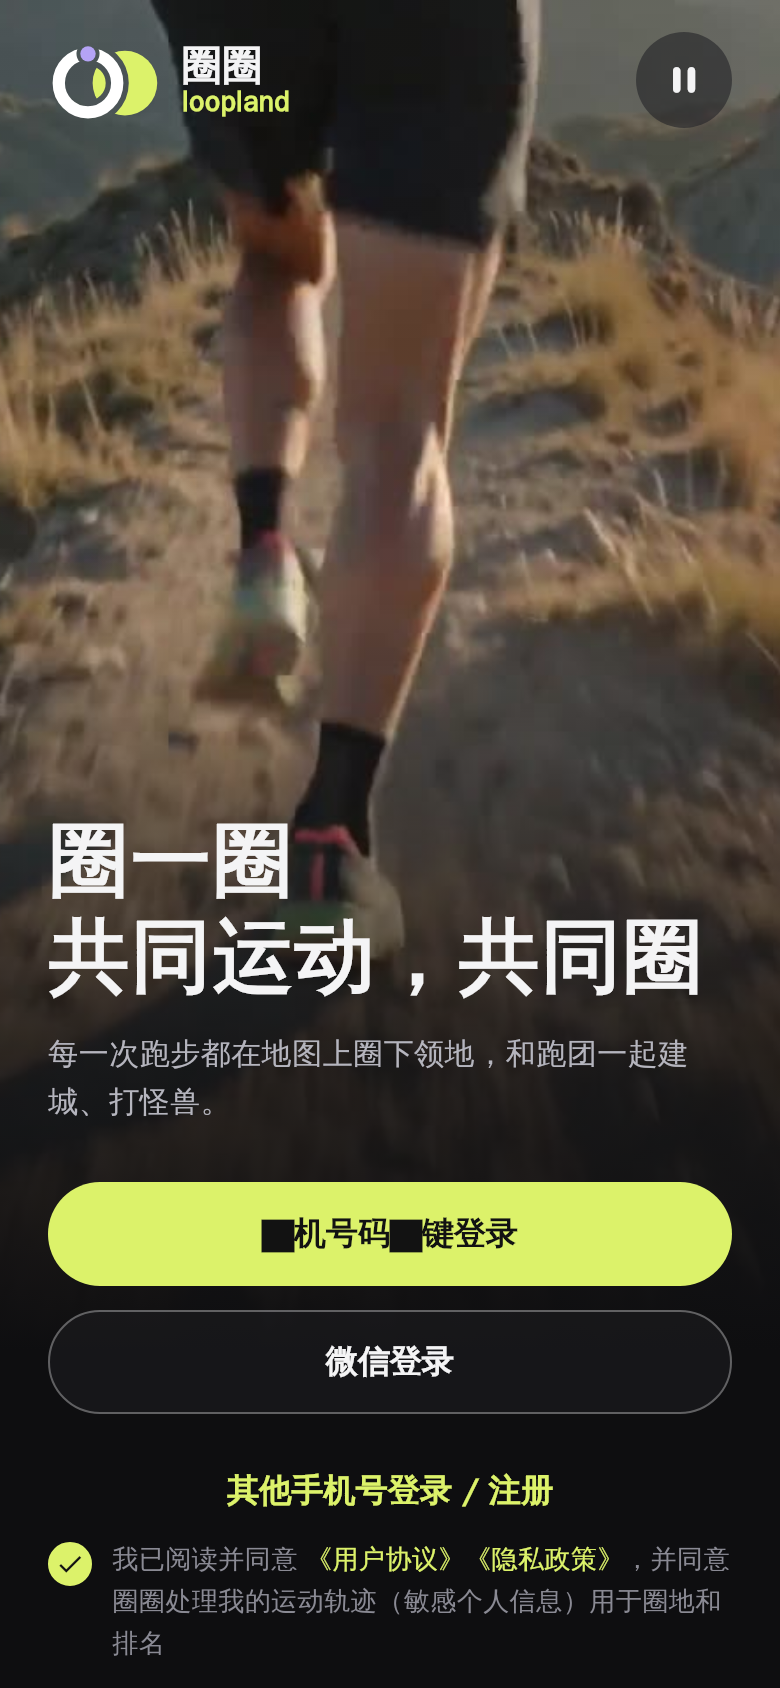 圈圈
loopland
圈一圈
共同运动，共同圈
每一次跑步都在地图上圈下领地，和跑团一起建
城、打怪兽。
机号码 键登录
微信登录
其他手机号登录 / 注册
我已阅读并同意 《用户协议》《隐私政策》，并同意
圈圈处理我的运动轨迹（敏感个人信息）用于圈地和
排名